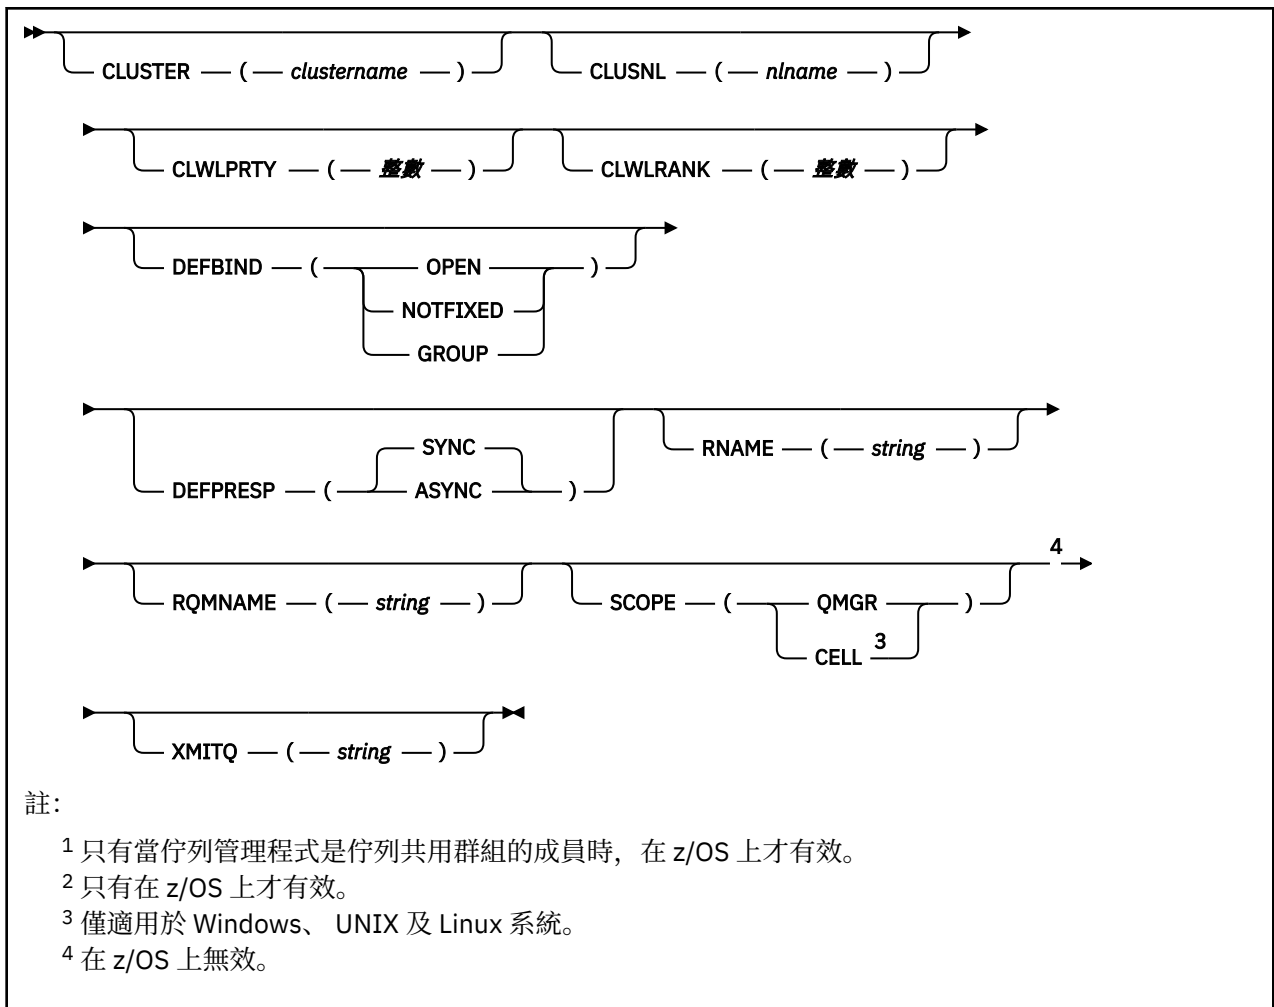 CLUSTER ( clustername ) CLUSNL ( nlname )
CLWLPRTY ( 整數 ) CLWLRANK ( 整數 )
DEFBIND ( OPEN )
NOTFIXED
GROUP
SYNC
RNAME ( string )
DEFPRESP ( ASYNC )
4
RQMNAME ( string ) SCOPE ( QMGR )
CELL 3
XMITQ ( string )
註：
1 只有當佇列管理程式是佇列共用群組的成員時，在 z/OS 上才有效。
2 只有在 z/OS 上才有效。
3 僅適用於 Windows、 UNIX 及 Linux 系統。
4 在 z/OS 上無效。